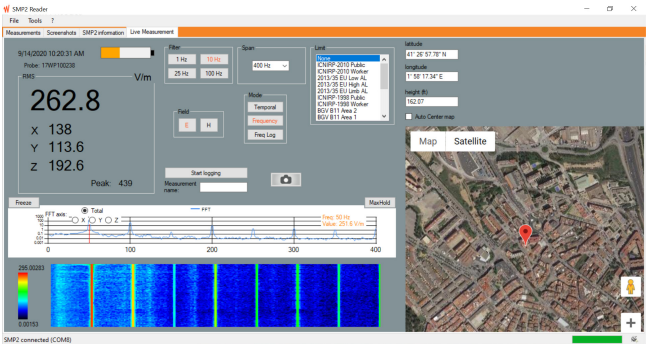 SMP2 Reader
File Tools ?
Measurements Screenshots SMP2 information Live Measurement
9/14/2020 10:20:31 AM
Probe: 17WP100238
RMS
V/m
262.8
X 138
Y 113.6
Z 192.6
Peak: 439
Filter
1 Hz 10 Hz
25 Hz 100 Hz
Field
E H
Span
400 Hz
Mode
Temporal
Frequency
Freq Log
Limit
None
ICNIRP-2010 Public
ICNIRP-2010 Worker
2013/35 EU Low AL
2013/35 EU High AL
2013/35 EU Limb AL
ICNIRP-1998 Public
ICNIRP-1998 Worker
BGV B11 Area 2
BGV B11 Area 1
Start logging
Measurement
name:
latitude
41° 26' 57.78" N
longitude
1° 58' 17.34" E
height (ft)
162.07
Auto Center map
Map Satellite
Freeze
MaxHold
FFT axis: Total
X Y Z
FFT
Freq: 50 Hz
Value: 251.6 V/m
0 100 200 300 400
295.00283
0.00153
+
SMP2 connected (COM8)